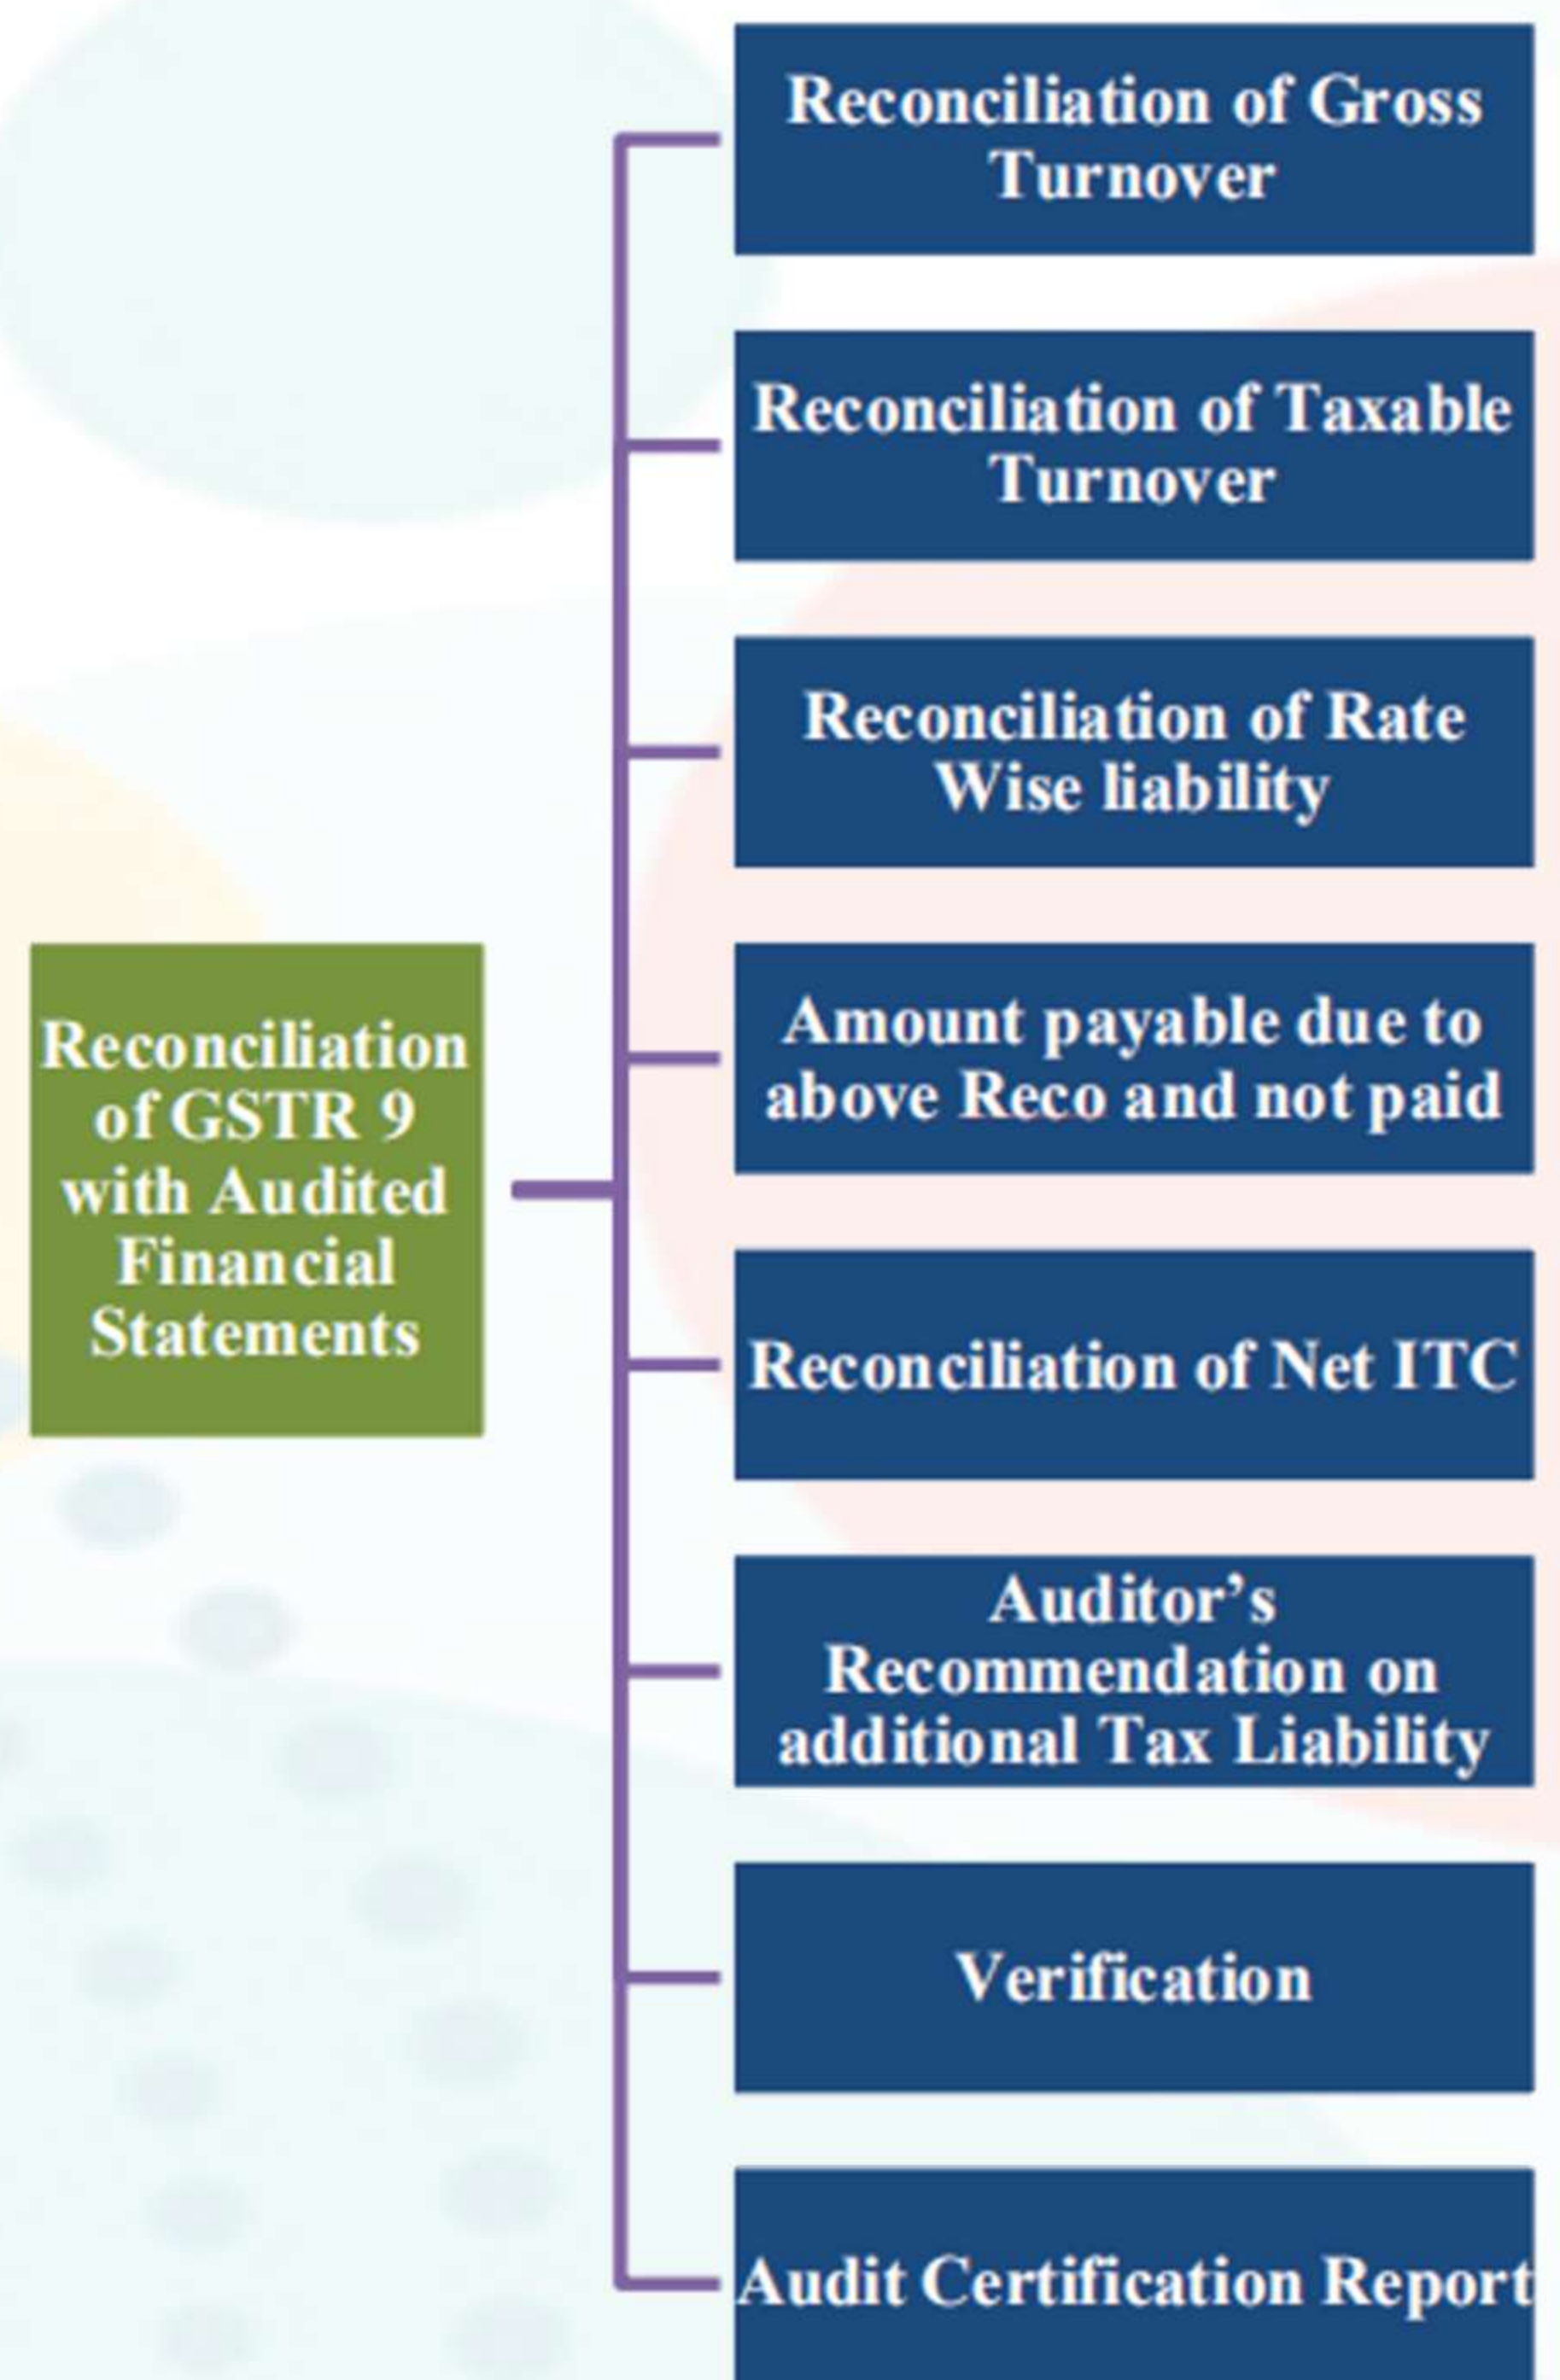 Reconciliation of Gross
Turnover
Reconciliation of Taxable
Turnover
Reconciliation of Rate
Wise liability
Amount payable due to
above Reco and not paid
Reconciliation
of GSTR 9
with Audited
Financial
Statements
Reconciliation of Net ITC
Auditor’s
Recommendation on
additional Tax Liability
Verification
Audit Certification Report